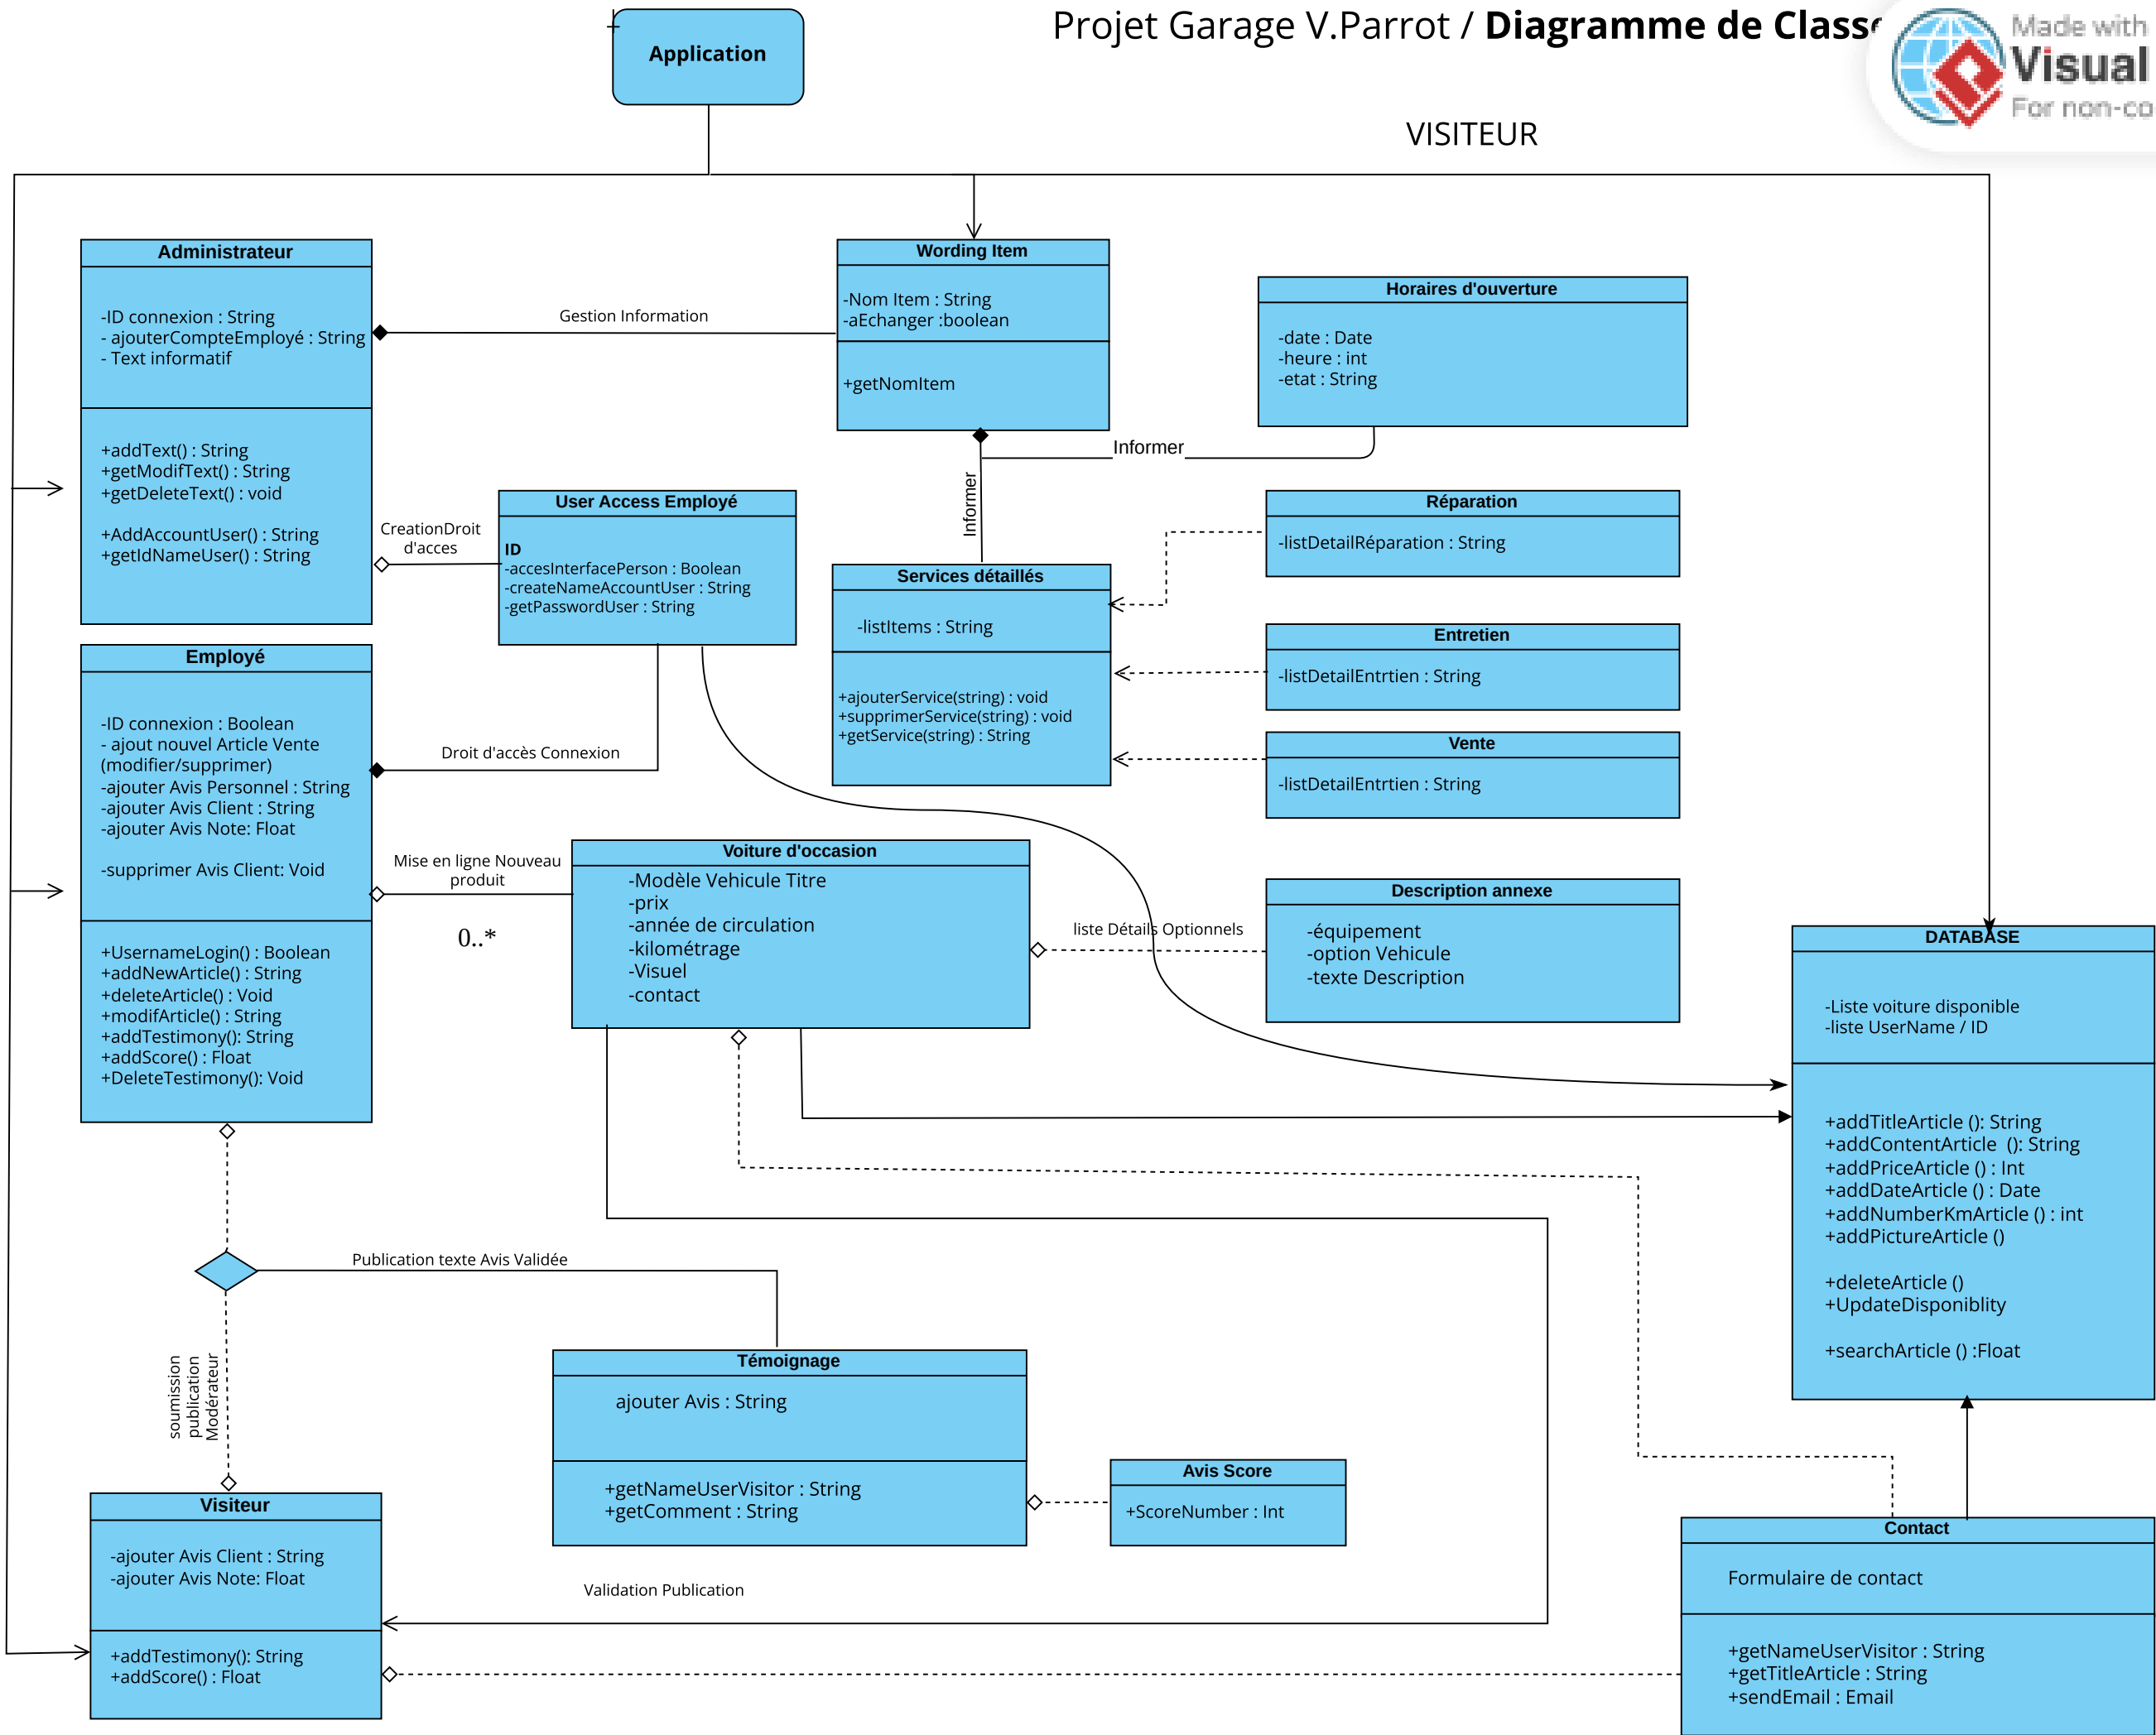 Projet Garage V.Parrot / Diagramme de Classe
Made with
Visual
For non-co
Application
VISITEUR
Administrateur
-ID connexion : String
- ajouterCompteEmployé : String
- Text informatif
+addText() : String
+getModifText() : String
+getDeleteText() : void
+AddAccountUser() : String
+getIdNameUser() : String
Gestion Information
Wording Item
-Nom Item : String
-aEchanger :boolean
+getNomItem
Horaires d'ouverture
-date : Date
-heure : int
-etat : String
Informer
Informer
CreationDroit
d'acces
User Access Employé
ID
-accesInterfacePerson : Boolean
-createNameAccountUser : String
-getPasswordUser : String
Services détaillés
-listItems : String
+ajouterService(string) : void
+supprimerService(string) : void
+getService(string) : String
Réparation
-listDetailRéparation : String
Entretien
-listDetailEntrtien : String
Vente
-listDetailEntrtien : String
Employé
-ID connexion : Boolean
- ajout nouvel Article Vente
(modifier/supprimer)
-ajouter Avis Personnel : String
-ajouter Avis Client : String
-ajouter Avis Note: Float
-supprimer Avis Client: Void
+UsernameLogin() : Boolean
+addNewArticle() : String
+deleteArticle() : Void
+modifArticle() : String
+addTestimony(): String
+addScore() : Float
+DeleteTestimony(): Void
Droit d'accès Connexion
Mise en ligne Nouveau
produit
0..*
Voiture d'occasion
-Modèle Vehicule Titre
-prix
-année de circulation
-kilométrage
-Visuel
-contact
liste Détails Optionnels
Description annexe
-équipement
-option Vehicule
-texte Description
DATABASE
-Liste voiture disponible
-liste UserName / ID
+addTitleArticle (): String
+addContentArticle  (): String
+addPriceArticle () : Int
+addDateArticle () : Date
+addNumberKmArticle () : int
+addPictureArticle ()
+deleteArticle ()
+UpdateDisponiblity
+searchArticle () :Float
Publication texte Avis Validée
soumission
publication
Modérateur
Témoignage
ajouter Avis : String
+getNameUserVisitor : String
+getComment : String
Avis Score
+ScoreNumber : Int
Visiteur
-ajouter Avis Client : String
-ajouter Avis Note: Float
+addTestimony(): String
+addScore() : Float
Validation Publication
Contact
Formulaire de contact
+getNameUserVisitor : String
+getTitleArticle : String
+sendEmail : Email